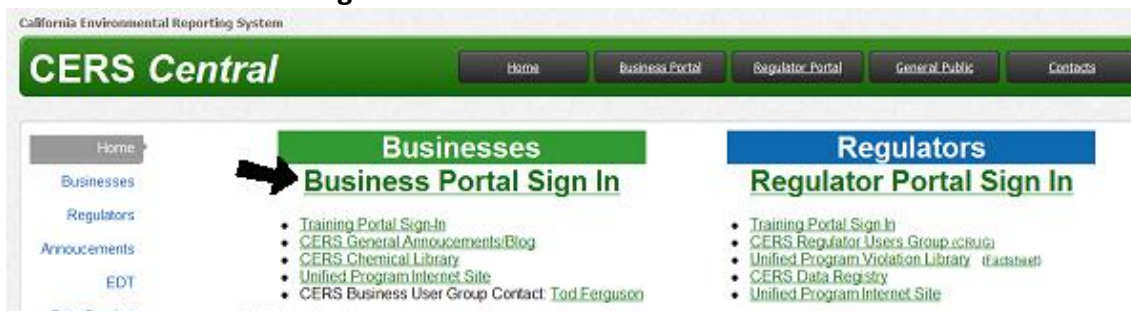 California Environmental Reporting System
CERS Central
Home
Business Portal
Regulator Portal
General Public
Contacts
Home
Businesses
Regulators
Annoucements
EDT
Businesses
Business Portal Sign In
Training Portal Sign-In
CERS General Annoucements/Blog
CERS Chemical Library
Unified Program Internet Site
CERS Business User Group Contact: Tod Ferguson
Regulators
Regulator Portal Sign In
Training Portal Sign In
CERS Regulator Users Group (CRUG)
Unified Program Violation Library (Factsheet)
CERS Data Registry
Unified Program Internet Site